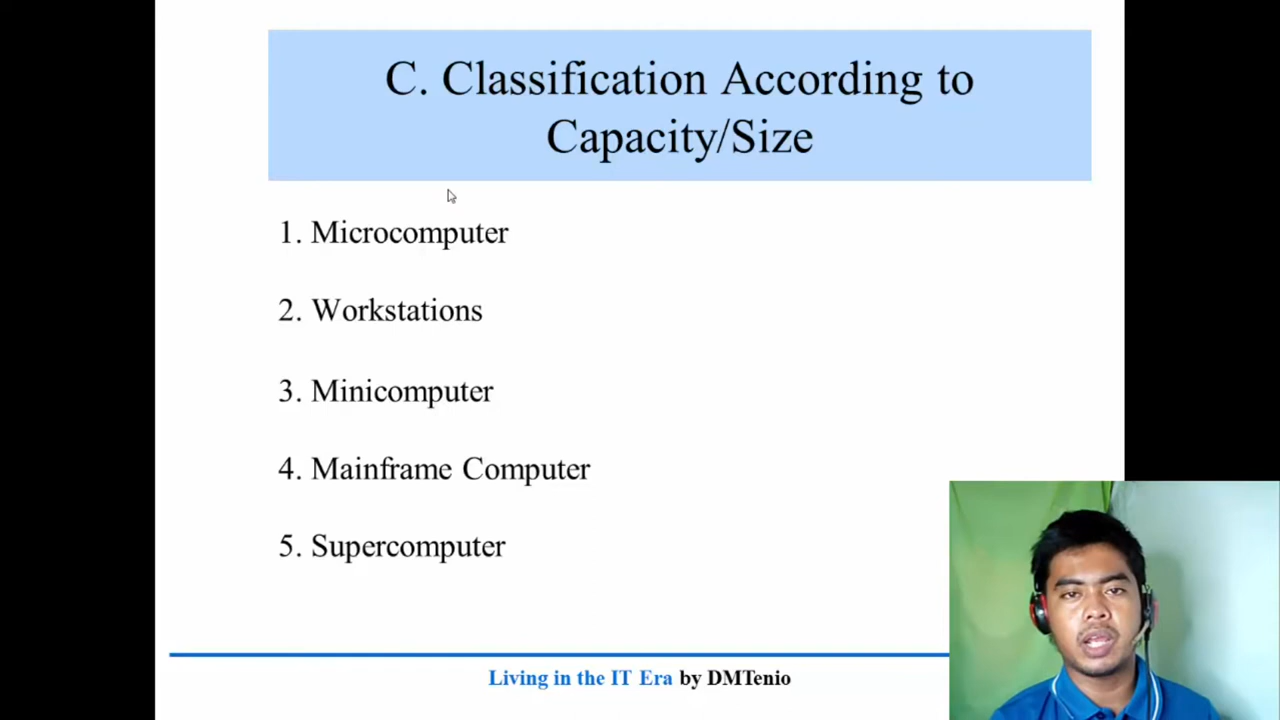 C. Classification According to
Capacity/Size
1. Microcomputer
2. Workstations
3. Minicomputer
4. Mainframe Computer
5. Supercomputer
Living in the IT Era by DMTenio